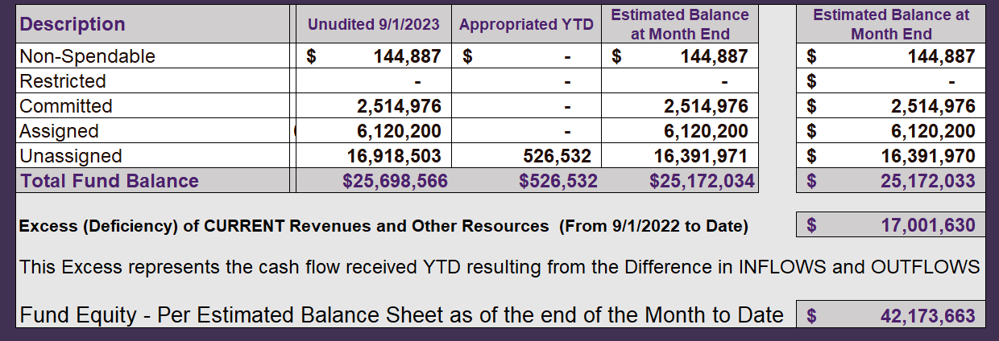 Description Unudited 9/1/2023 Appropriated YTD Estimated Balance at Month End Estimated Balance at Month End
Non-Spendable $ 144,887 $ - $ 144,887 $ 144,887
Restricted - - - $ -
Committed 2,514,976 - 2,514,976 $ 2,514,976
Assigned ( 6,120,200 - 6,120,200 $ 6,120,200
Unassigned 16,918,503 526,532 16,391,971 $ 16,391,970
Total Fund Balance $25,698,566 $526,532 $25,172,034 $ 25,172,033
Excess (Deficiency) of CURRENT Revenues and Other Resources (From 9/1/2022 to Date) $ 17,001,630
This Excess represents the cash flow received YTD resulting from the Difference in INFLOWS and OUTFLOWS
Fund Equity - Per Estimated Balance Sheet as of the end of the Month to Date $ 42,173,663